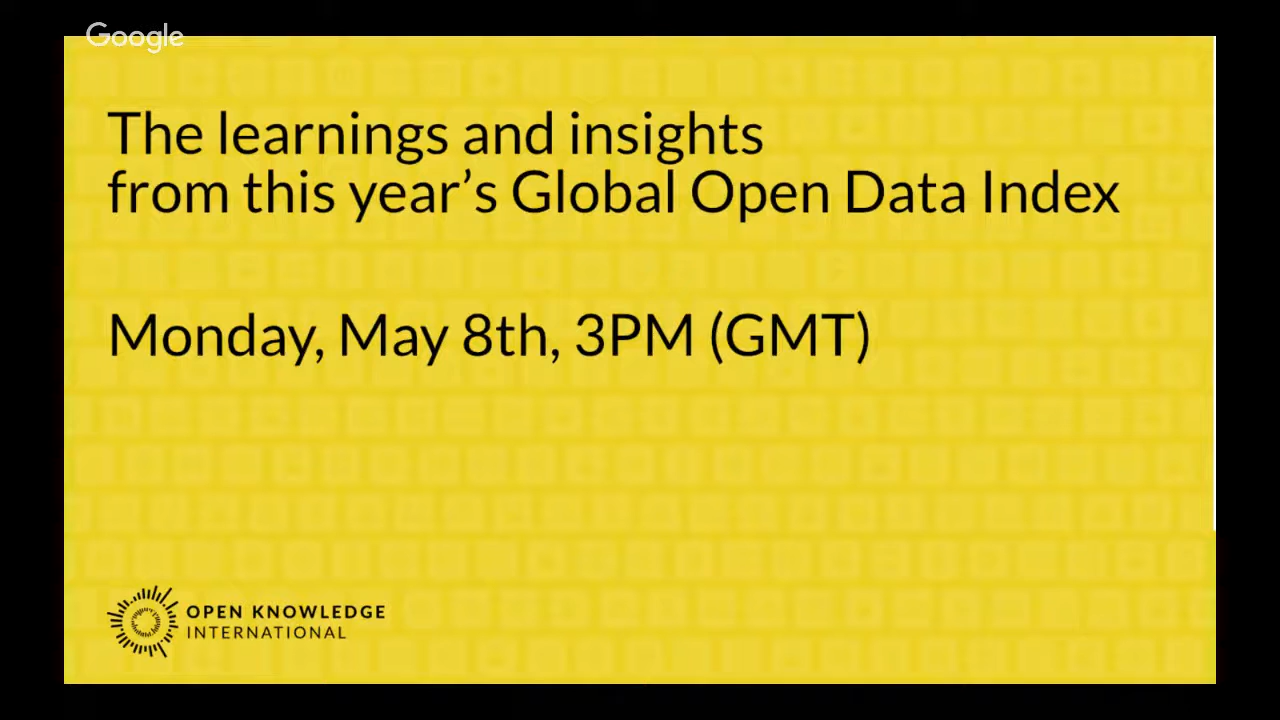 Google
The learnings and insights
from this year’s Global Open Data Index
Monday, May 8th, 3PM (GMT)
OPEN KNOWLEDGE
INTERNATIONAL